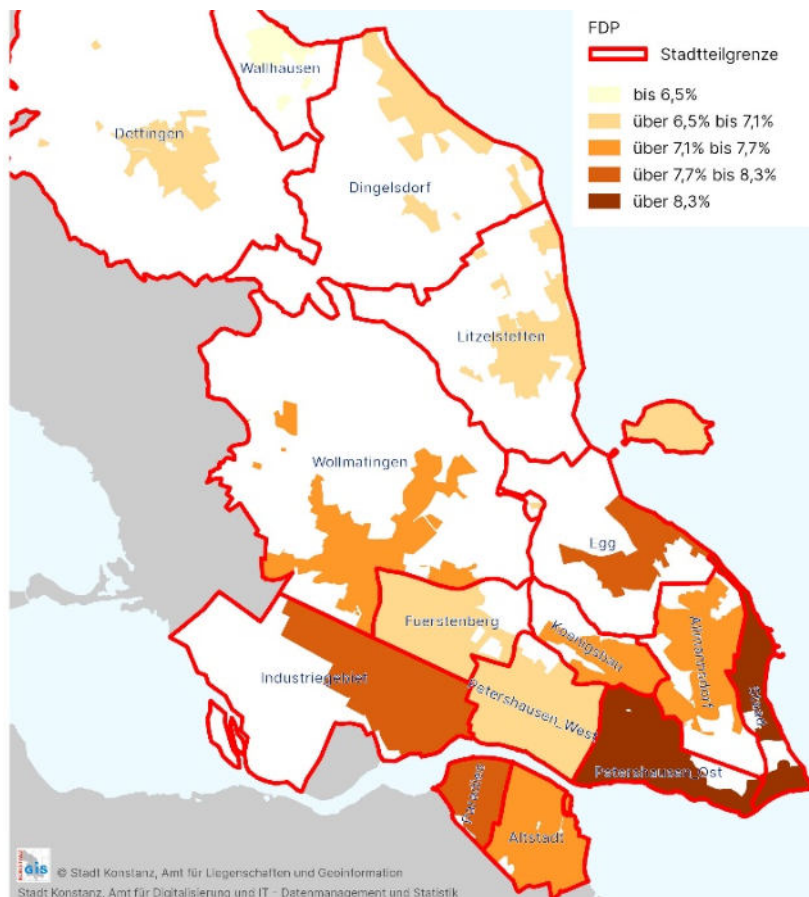 FDP
Stadtteilgrenze
bis 6,5%
über 6,5% bis 7,1%
über 7,1% bis 7,7%
über 7,7% bis 8,3%
über 8,3%
Wallhausen
Dettingen
Dingelsdorf
Litzelstetten
Wollmatingen
Egg
Fuerstenberg
Koenigsbau
Allmannsdorf
Industriegebiet
Petershausen_West
Petershausen_Ost
Altstadt
GIS
© Stadt Konstanz, Amt für Liegenschaften und Geoinformation
Stadt Konstanz, Amt für Digitalisierung und IT - Datenmanagement und Statistik